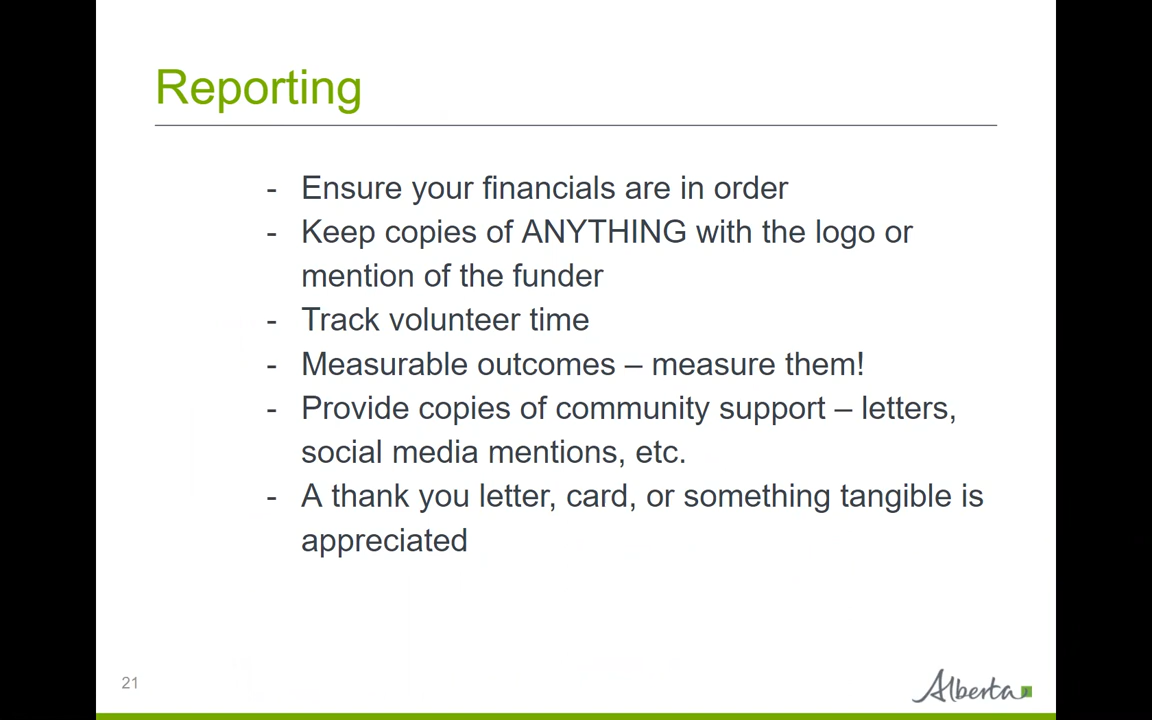 Reporting
- Ensure your financials are in order
- Keep copies of ANYTHING with the logo or
mention of the funder
- Track volunteer time
- Measurable outcomes – measure them!
- Provide copies of community support – letters,
social media mentions, etc.
- A thank you letter, card, or something tangible is
appreciated
21
Alberta